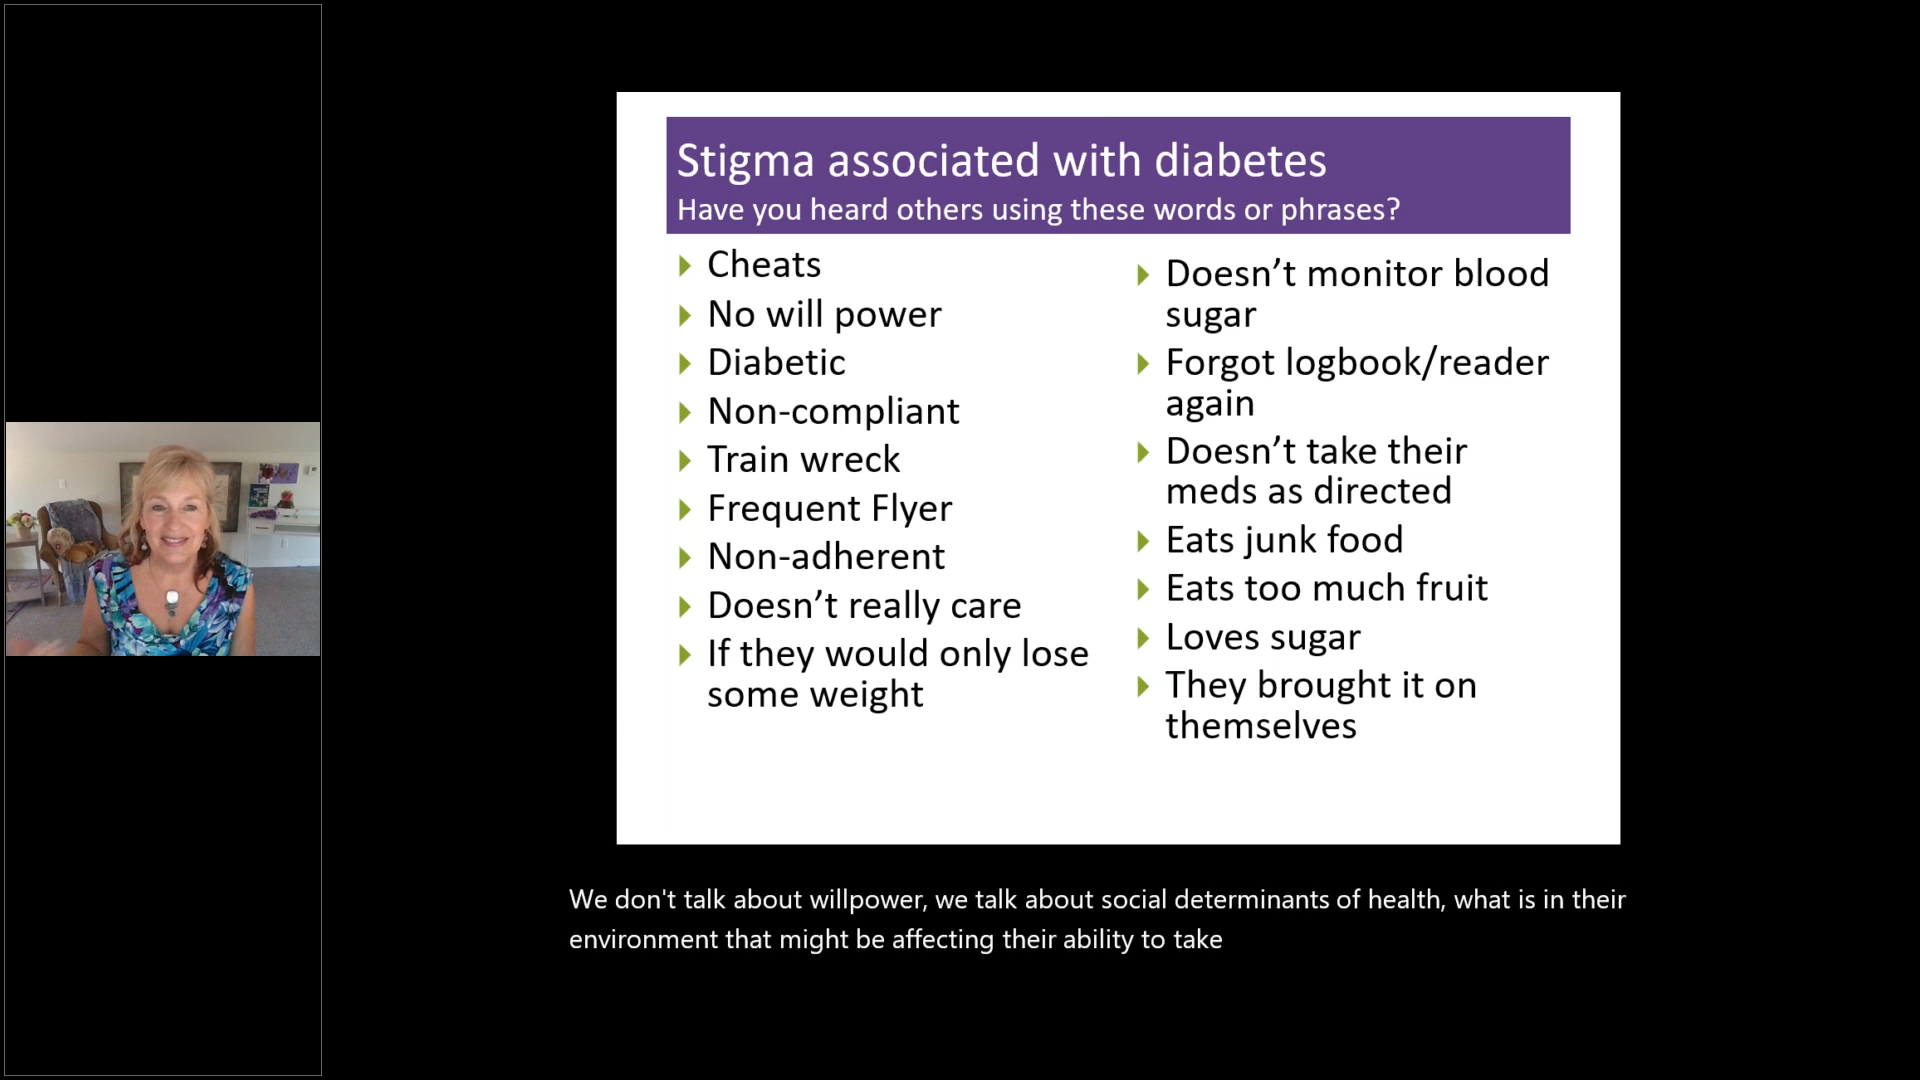 Stigma associated with diabetes
Have you heard others using these words or phrases?
Cheats
No will power
Diabetic
Non-compliant
Train wreck
Frequent Flyer
Non-adherent
Doesn’t really care
If they would only lose
some weight
Doesn’t monitor blood
sugar
Forgot logbook/reader
again
Doesn’t take their
meds as directed
Eats junk food
Eats too much fruit
Loves sugar
They brought it on
themselves
We don't talk about willpower, we talk about social determinants of health, what is in their
environment that might be affecting their ability to take